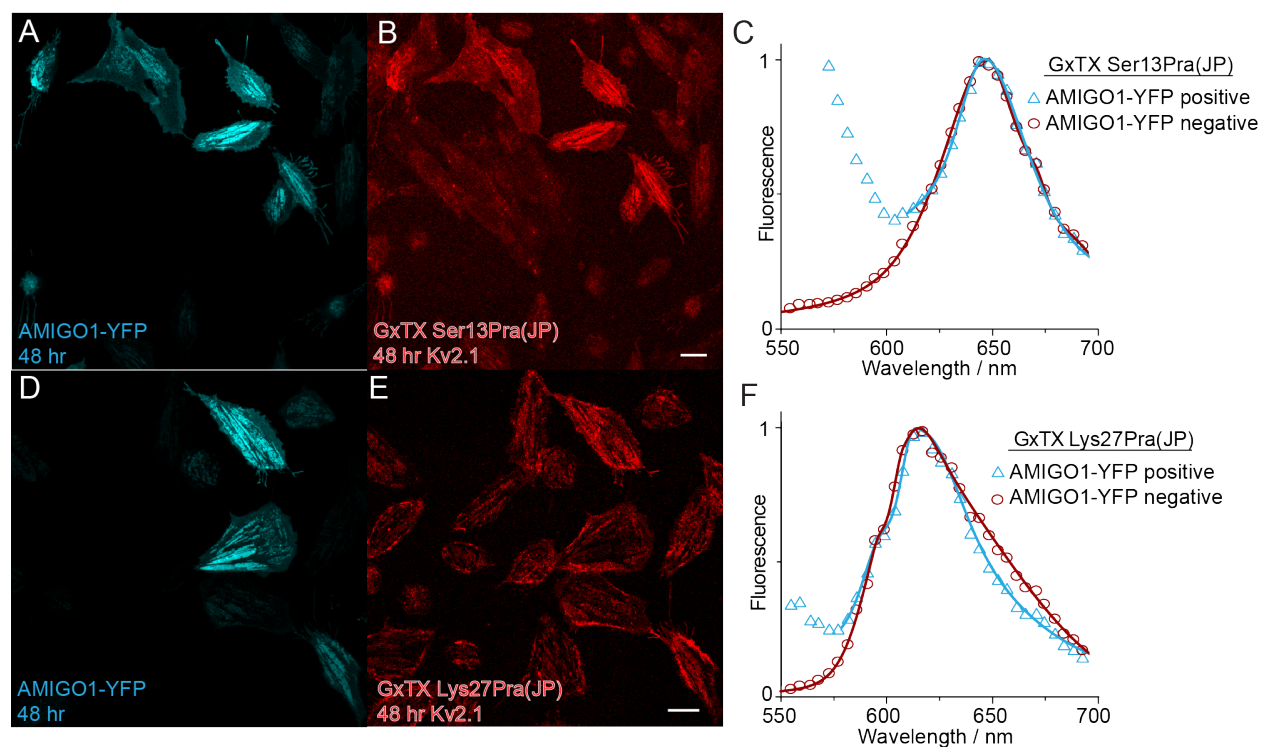 A
AMIGO1-YFP
48 hr
B
GxTX Ser13Pra(JP)
48 hr Kv2.1
C
GxTX Ser13Pra(JP)
AMIGO1-YFP positive
AMIGO1-YFP negative
Fluorescence
1
0
550 600 650 700
Wavelength / nm
D
AMIGO1-YFP
48 hr
E
GxTX Lys27Pra(JP)
48 hr Kv2.1
F
GxTX Lys27Pra(JP)
AMIGO1-YFP positive
AMIGO1-YFP negative
Fluorescence
1
0
550 600 650 700
Wavelength / nm